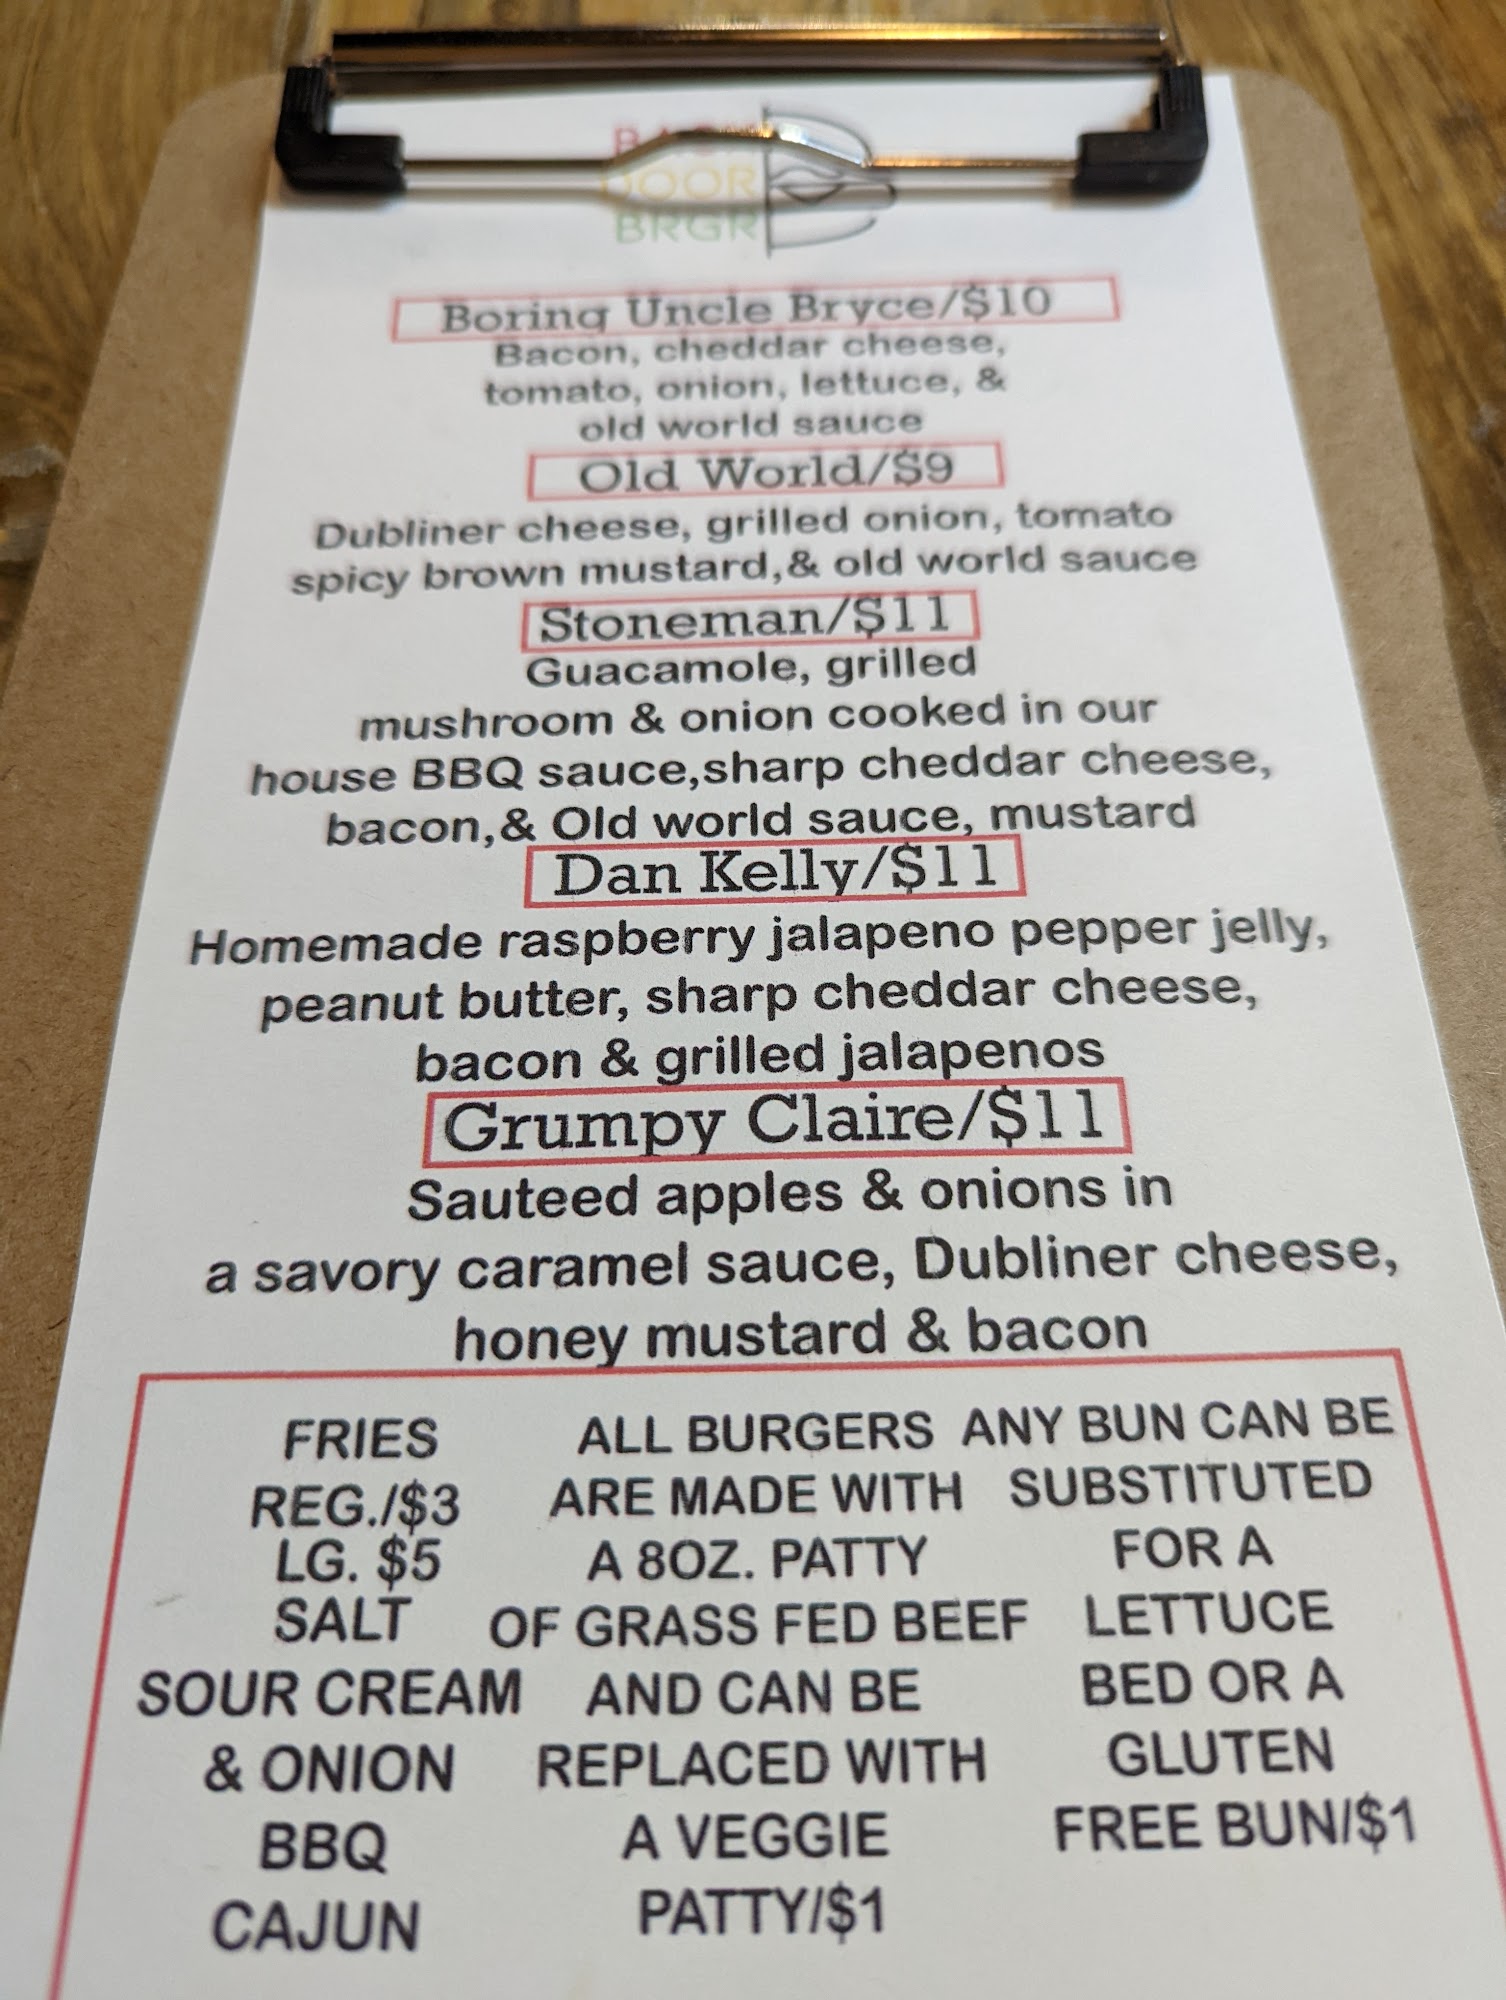 DOOR
BRGR
Boring Uncle Bryce/$10
Bacon, cheddar cheese,
tomato, onion, lettuce, &
old world sauce
Old World/$9
Dubliner cheese, grilled onion, tomato
spicy brown mustard,& old world sauce
Stoneman/$11
Guacamole, grilled
mushroom & onion cooked in our
house BBQ sauce,sharp cheddar cheese,
bacon,& Old world sauce, mustard
Dan Kelly/$11
Homemade raspberry jalapeno pepper jelly,
peanut butter, sharp cheddar cheese,
bacon & grilled jalapenos
Grumpy Claire/$11
Sauteed apples & onions in
a savory caramel sauce, Dubliner cheese,
honey mustard & bacon
FRIES
REG./$3
LG. $5
SALT
SOUR CREAM
& ONION
BBQ
CAJUN
ALL BURGERS
ARE MADE WITH
A 8OZ. PATTY
OF GRASS FED BEEF
AND CAN BE
REPLACED WITH
A VEGGIE
PATTY/$1
ANY BUN CAN BE
SUBSTITUTED
FOR A
LETTUCE
BED OR A
GLUTEN
FREE BUN/$1